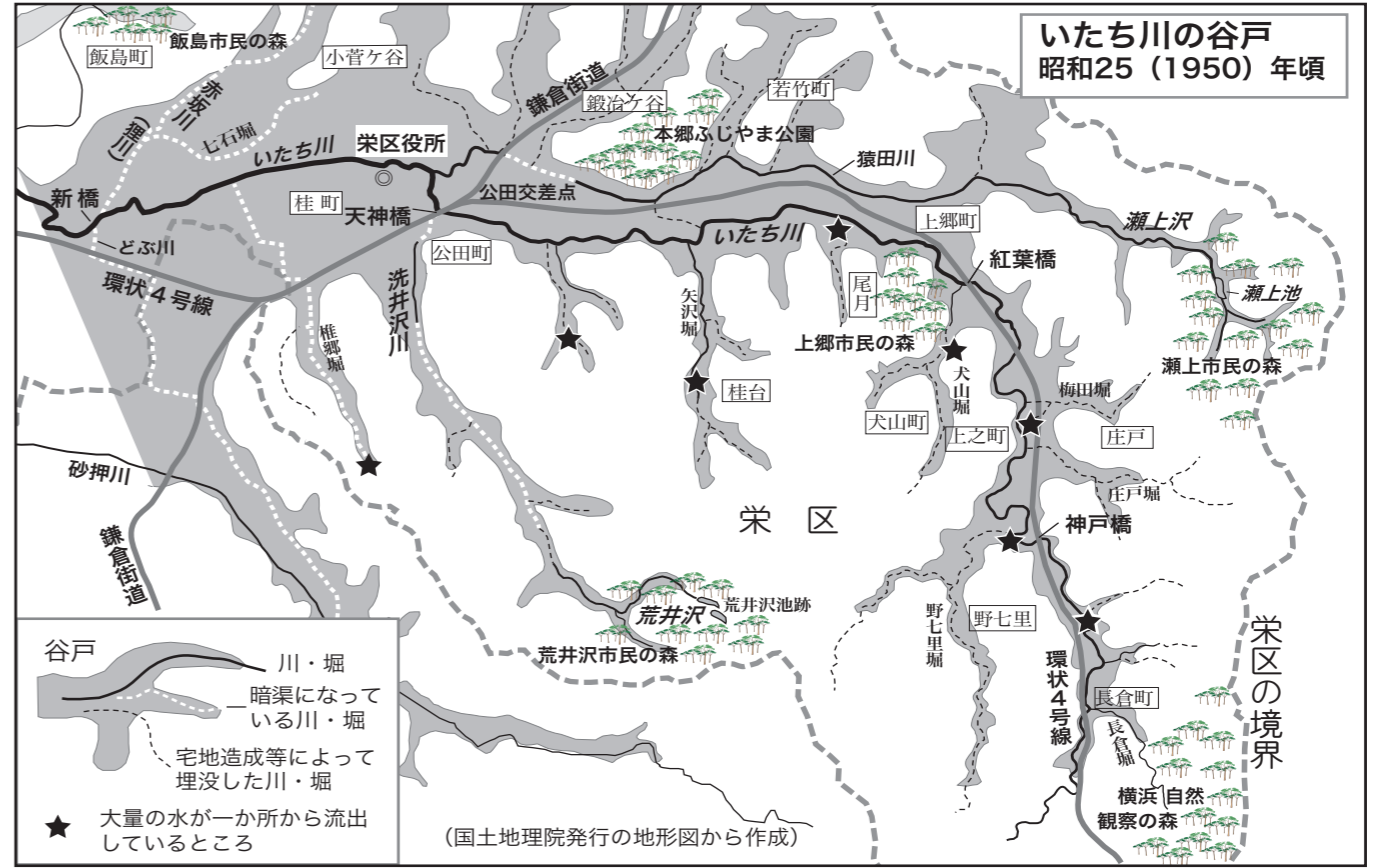 いたち川の谷戸
昭和25（1950）年頃
飯島町
飯島市民の森
小菅ケ谷
鎌倉街道
鍛冶ケ谷
若竹町
本郷ふじやま公園
赤坂川
（暗川）
七石堀
いたち川
栄区役所
猿田川
新橋
桂町
天神橋
公田交差点
どぶ川
環状4号線
公田町
洗井沢川
いたち川
上郷町
瀬上沢
紅葉橋
瀬上池
尾月
矢沢堀
上郷市民の森
瀬上市民の森
椎郷堀
桂台
犬山町
犬山堀
上之町
梅田堀
庄戸
庄戸堀
砂押川
鎌倉街道
栄 区
神戸橋
荒井沢
荒井沢池跡
荒井沢市民の森
野七里堀
野七里
環状4号線
長倉町
長倉堀
横浜 自然
観察の森
栄区の境界
谷戸
川・堀
暗渠になって
いる川・堀
宅地造成等によって
埋没した川・堀
★ 大量の水が一か所から流出
しているところ
（国土地理院発行の地形図から作成）